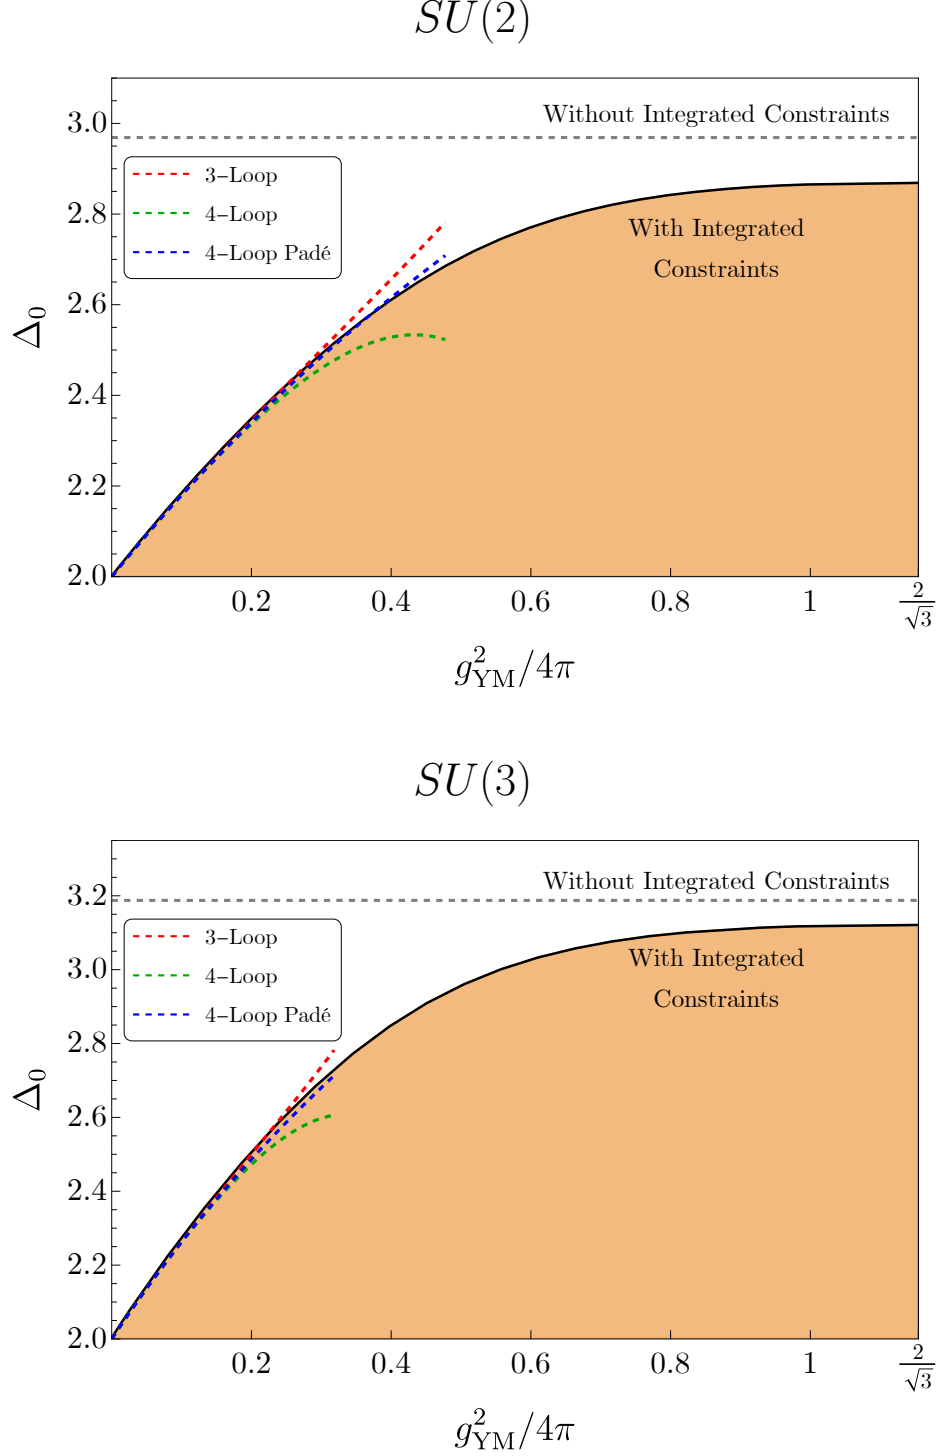 SU(2)
Without Integrated Constraints
3.0
3–Loop
4–Loop
4–Loop Padé
2.8
With Integrated
Constraints
2.6
Δ₀
2.4
2.2
2.0
0.2 0.4 0.6 0.8 1 2/√3
g²_YM/4π
SU(3)
Without Integrated Constraints
3.2
3–Loop
4–Loop
4–Loop Padé
3.0
With Integrated
Constraints
2.8
Δ₀
2.6
2.4
2.2
2.0
0.2 0.4 0.6 0.8 1 2/√3
g²_YM/4π